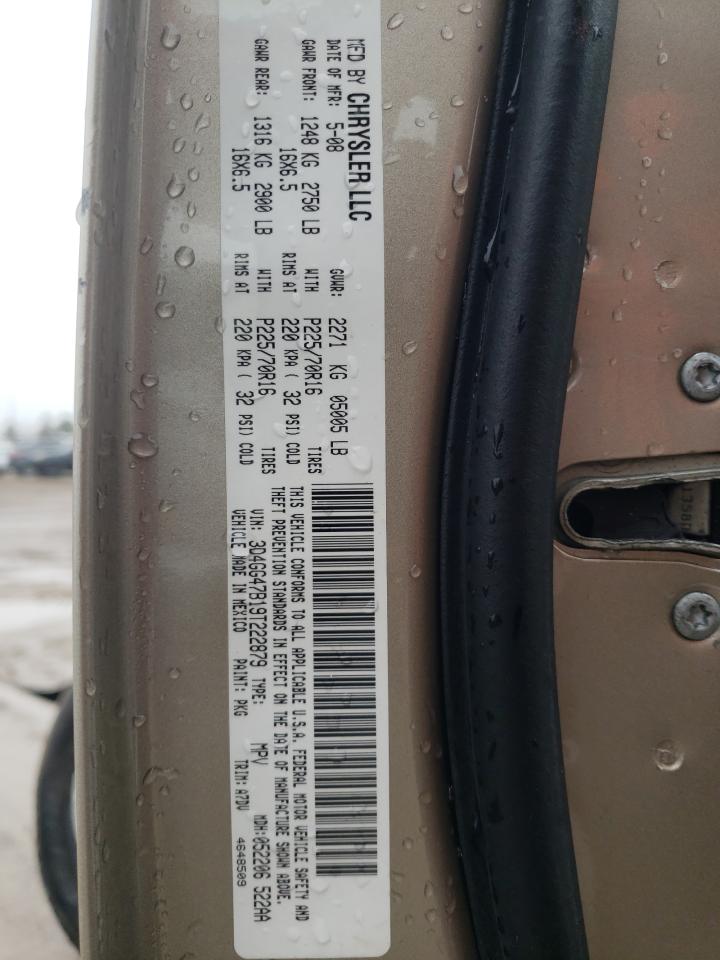 MFD BY CHRYSLER LLC
DATE OF MFR: 5-08 GVWR: 2271 KG 05005 LB
GAWR FRONT: 1248 KG 2750 LB WITH P225/70R16 TIRES
16X6.5 RIMS AT 220 KPA ( 32 PSI) COLD
GAWR REAR: 1316 KG 2900 LB WITH P225/70R16 TIRES
16X6.5 RIMS AT 220 KPA ( 32 PSI) COLD
THIS VEHICLE CONFORMS TO ALL APPLICABLE U.S.A. FEDERAL MOTOR VEHICLE SAFETY AND
THEFT PREVENTION STANDARDS IN EFFECT ON THE DATE OF MANUFACTURE SHOWN ABOVE.
VIN: 3D4GG47B19T222879 TYPE: MPV MDH:052206 522AA
VEHICLE MADE IN MEXICO PAINT: PKG TRIM: A7DV 4648509